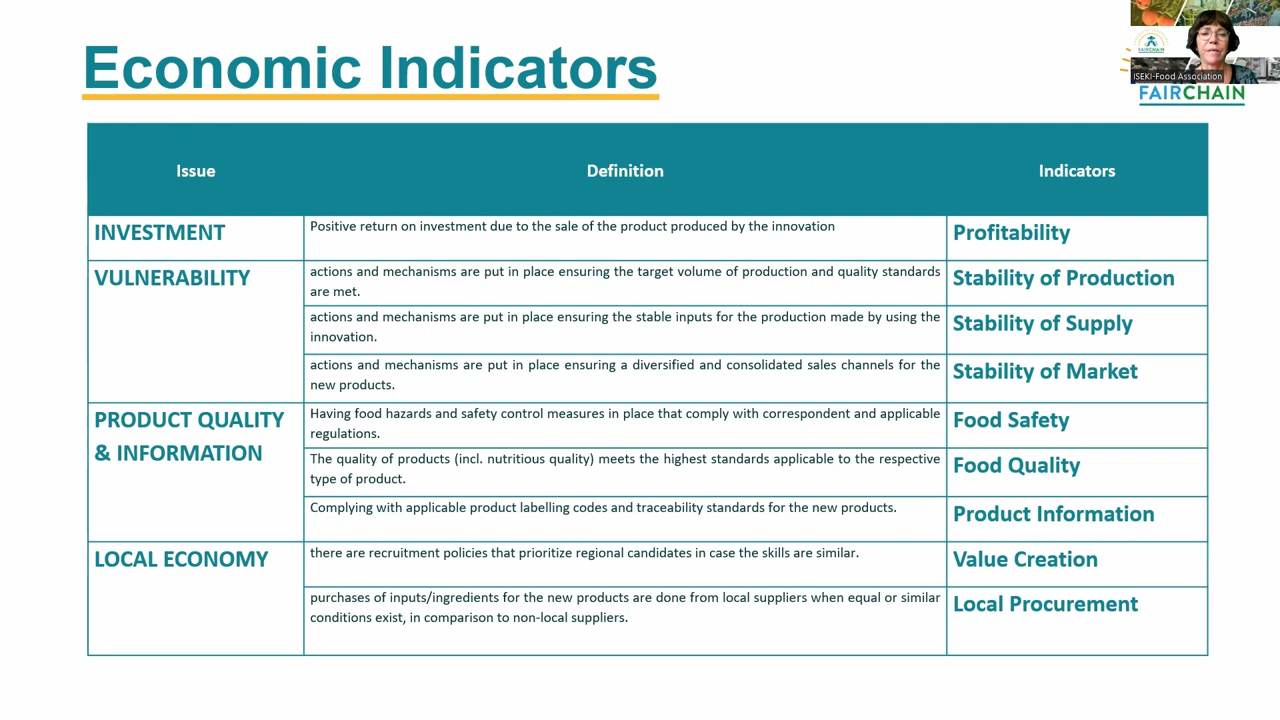 Economic Indicators
FAIRCHAIN
ISEKI-Food Association
FAIRCHAIN
Issue
Definition
Indicators
INVESTMENT
Positive return on investment due to the sale of the product produced by the innovation
Profitability
VULNERABILITY
actions and mechanisms are put in place ensuring the target volume of production and quality standards
are met.
Stability of Production
actions and mechanisms are put in place ensuring the stable inputs for the production made by using the
innovation.
Stability of Supply
actions and mechanisms are put in place ensuring a diversified and consolidated sales channels for the
new products.
Stability of Market
PRODUCT QUALITY
& INFORMATION
Having food hazards and safety control measures in place that comply with correspondent and applicable
regulations.
Food Safety
The quality of products (incl. nutritious quality) meets the highest standards applicable to the respective
type of product.
Food Quality
Complying with applicable product labelling codes and traceability standards for the new products.
Product Information
LOCAL ECONOMY
there are recruitment policies that prioritize regional candidates in case the skills are similar.
Value Creation
purchases of inputs/ingredients for the new products are done from local suppliers when equal or similar
conditions exist, in comparison to non-local suppliers.
Local Procurement